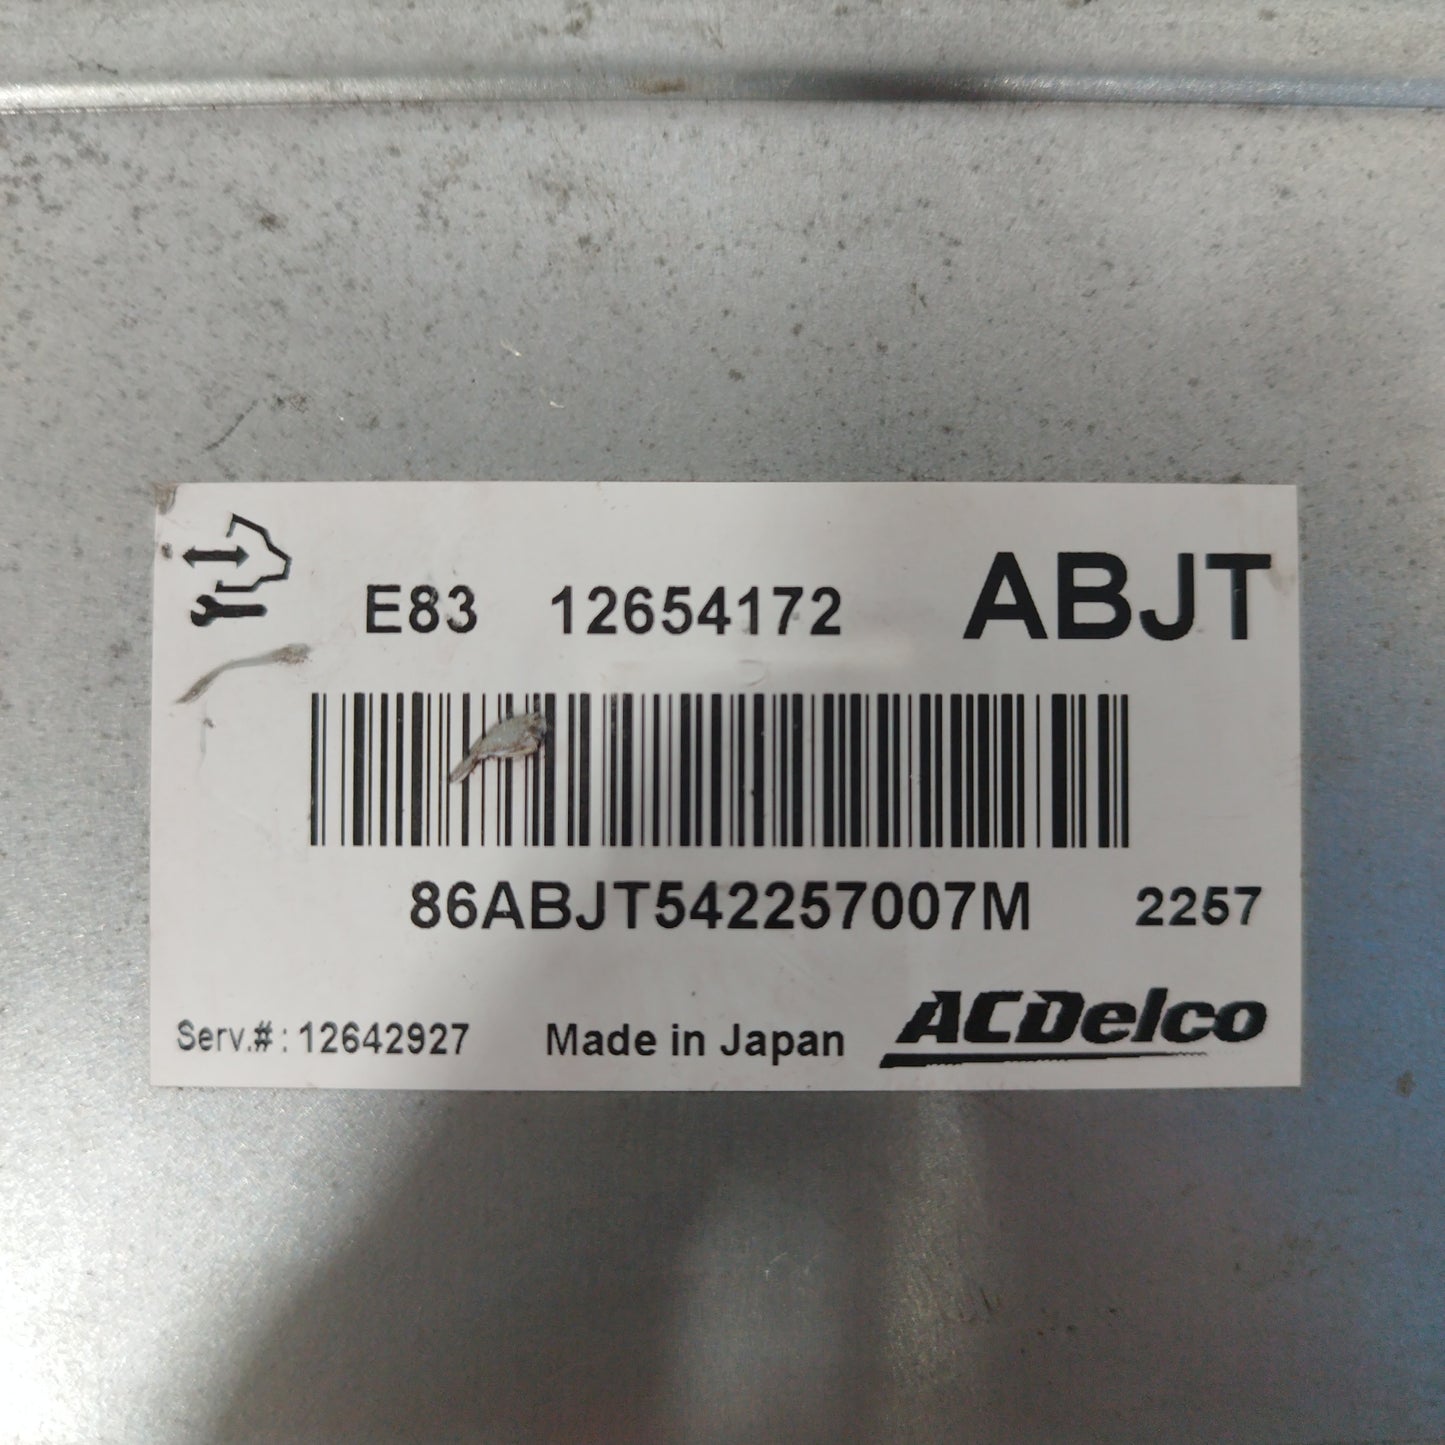 E83 12654172 ABJT
86ABJT542257007M 2257
Serv.#: 12642927 Made in Japan ACDelco